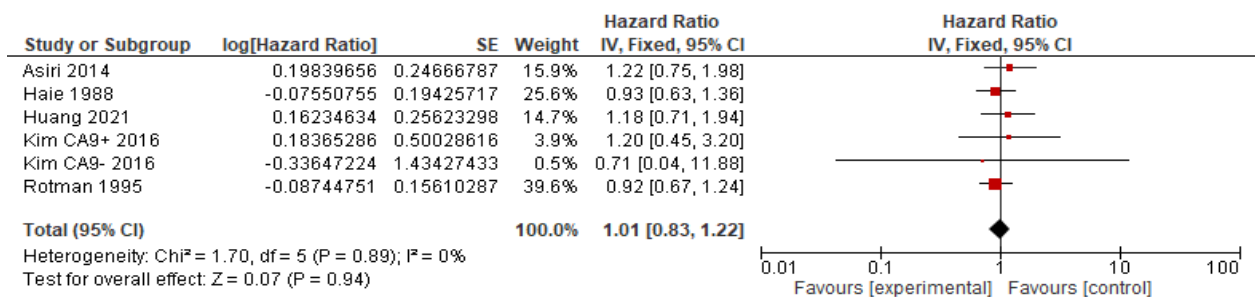 Hazard Ratio Hazard Ratio
Study or Subgroup log[Hazard Ratio] SE Weight IV, Fixed, 95% CI IV, Fixed, 95% CI
Asiri 2014 0.19839656 0.24666787 15.9% 1.22 [0.75, 1.98]
Haie 1988 -0.07550755 0.19425717 25.6% 0.93 [0.63, 1.36]
Huang 2021 0.16234634 0.25623298 14.7% 1.18 [0.71, 1.94]
Kim CA9+ 2016 0.18365286 0.50028616 3.9% 1.20 [0.45, 3.20]
Kim CA9- 2016 -0.33647224 1.43427433 0.5% 0.71 [0.04, 11.88]
Rotman 1995 -0.08744751 0.15610287 39.6% 0.92 [0.67, 1.24]
Total (95% CI) 100.0% 1.01 [0.83, 1.22]
Heterogeneity: Chi² = 1.70, df = 5 (P = 0.89); I² = 0%
Test for overall effect: Z = 0.07 (P = 0.94)
0.01 0.1 1 10 100
Favours [experimental] Favours [control]